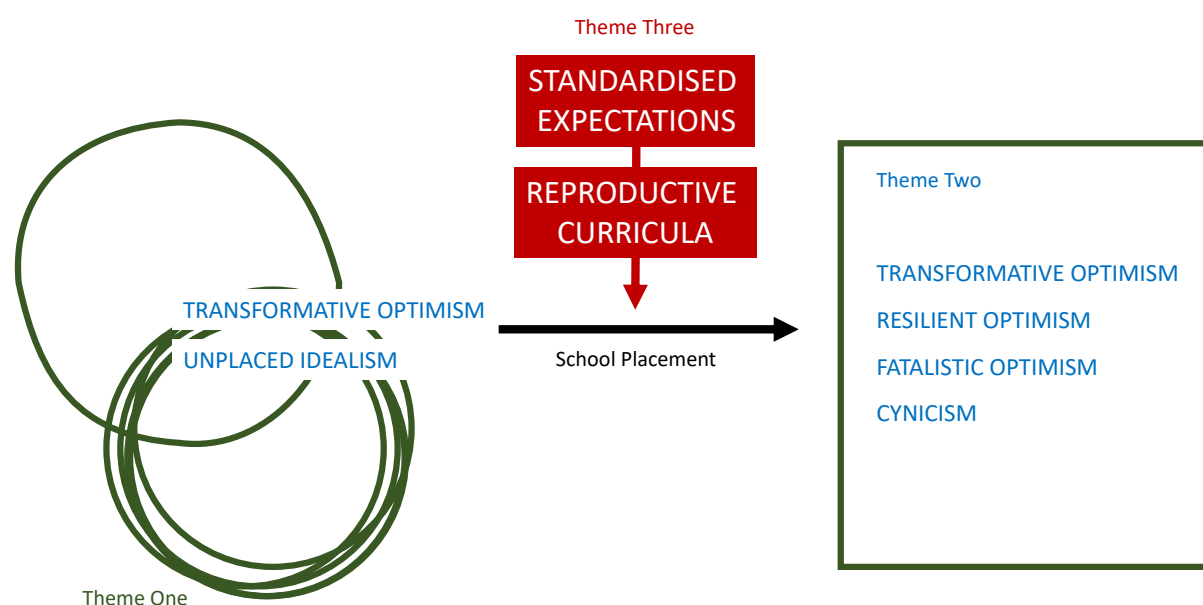 Theme Three
STANDARDISED
EXPECTATIONS
REPRODUCTIVE
CURRICULA
TRANSFORMATIVE OPTIMISM
UNPLACED IDEALISM
Theme One
School Placement
Theme Two
TRANSFORMATIVE OPTIMISM
RESILIENT OPTIMISM
FATALISTIC OPTIMISM
CYNICISM